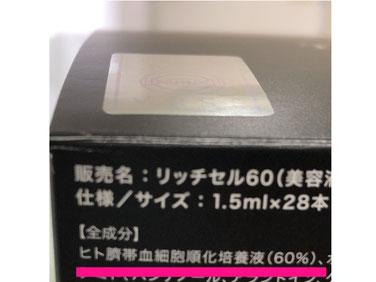 販売名：リッチセル60（美容液
仕様／サイズ：1.5ml×28本
【全成分】
ヒト臍帯血細胞順化培養液(60%)、